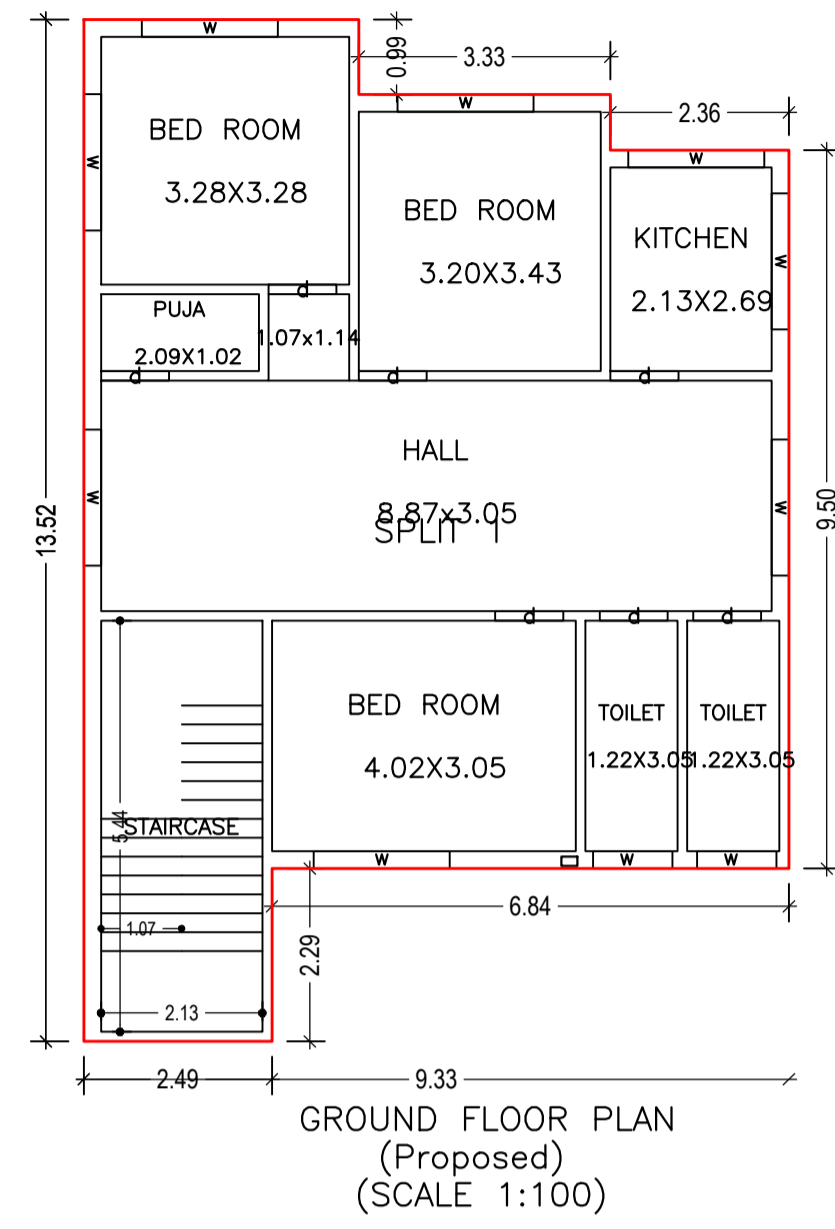 W
0.99
3.33
W
2.36
W
BED ROOM
3.28X3.28
W
BED ROOM
3.20X3.43
KITCHEN
2.13X2.69
W
d
PUJA
2.09X1.02
1.07x1.14
d
d
d
HALL
8.87x3.05
SPLIT 1
W
W
13.52
9.50
d
d
d
BED ROOM
4.02X3.05
TOILET
1.22X3.05
TOILET
1.22X3.05
5.44
STAIRCASE
W
W
W
1.07
6.84
2.29
2.13
2.49
9.33
GROUND FLOOR PLAN
(Proposed)
(SCALE 1:100)